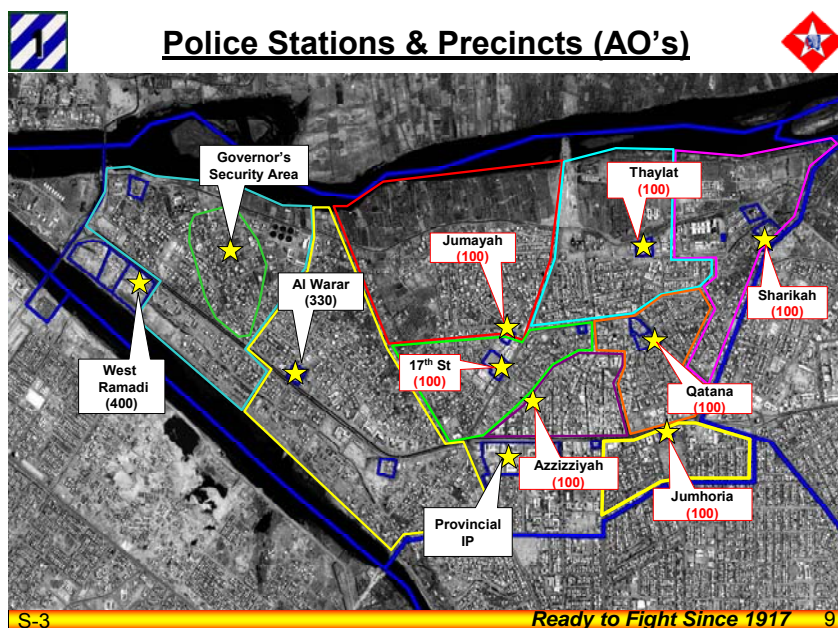 Police Stations & Precincts (AO's)
Governor's
Security Area
Thaylat
(100)
Jumayah
(100)
Al Warar
(330)
Sharikah
(100)
West
Ramadi
(400)
17th St
(100)
Qatana
(100)
Azzizziyah
(100)
Jumhoria
(100)
Provincial
IP
S-3
Ready to Fight Since 1917
9